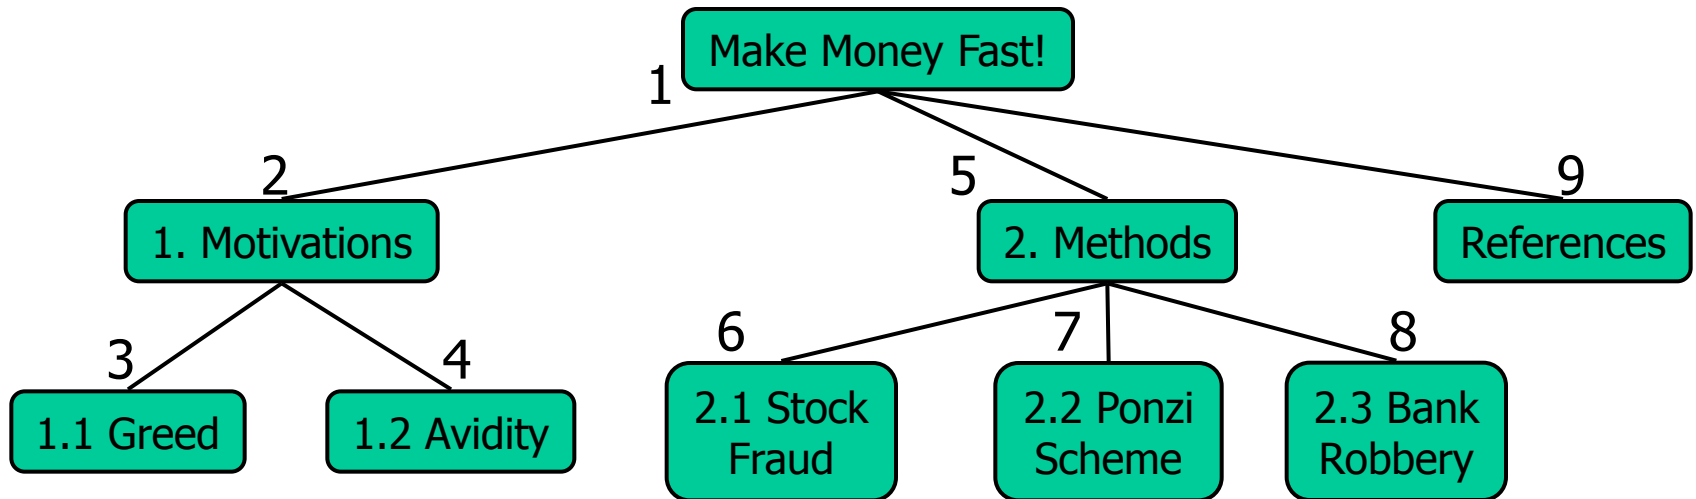 Make Money Fast!
1
2
5
9
1. Motivations
2. Methods
References
3
4
6
7
8
1.1 Greed
1.2 Avidity
2.1 Stock
Fraud
2.2 Ponzi
Scheme
2.3 Bank
Robbery